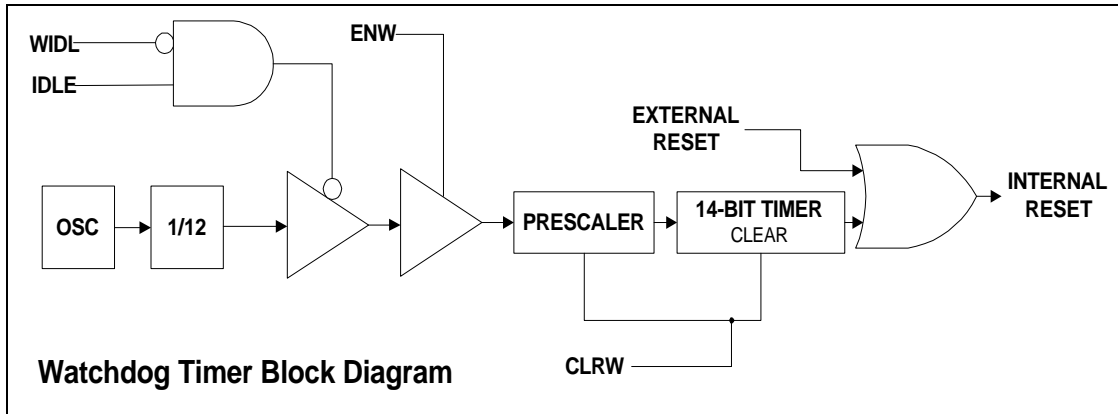 WIDL
IDLE
ENW
EXTERNAL
RESET
INTERNAL
RESET
OSC
1/12
PRESCALER
14-BIT TIMER
CLEAR
CLRW
Watchdog Timer Block Diagram